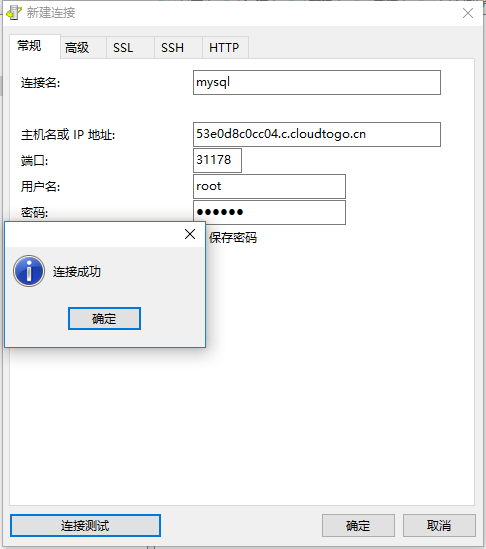 新建连接
常规 高级 SSL SSH HTTP
连接名: mysql
主机名或 IP 地址: 53e0d8c0cc04.c.cloudtogo.cn
端口: 31178
用户名: root
密码: ●●●●●●
保存密码
连接成功
确定
连接测试 确定 取消